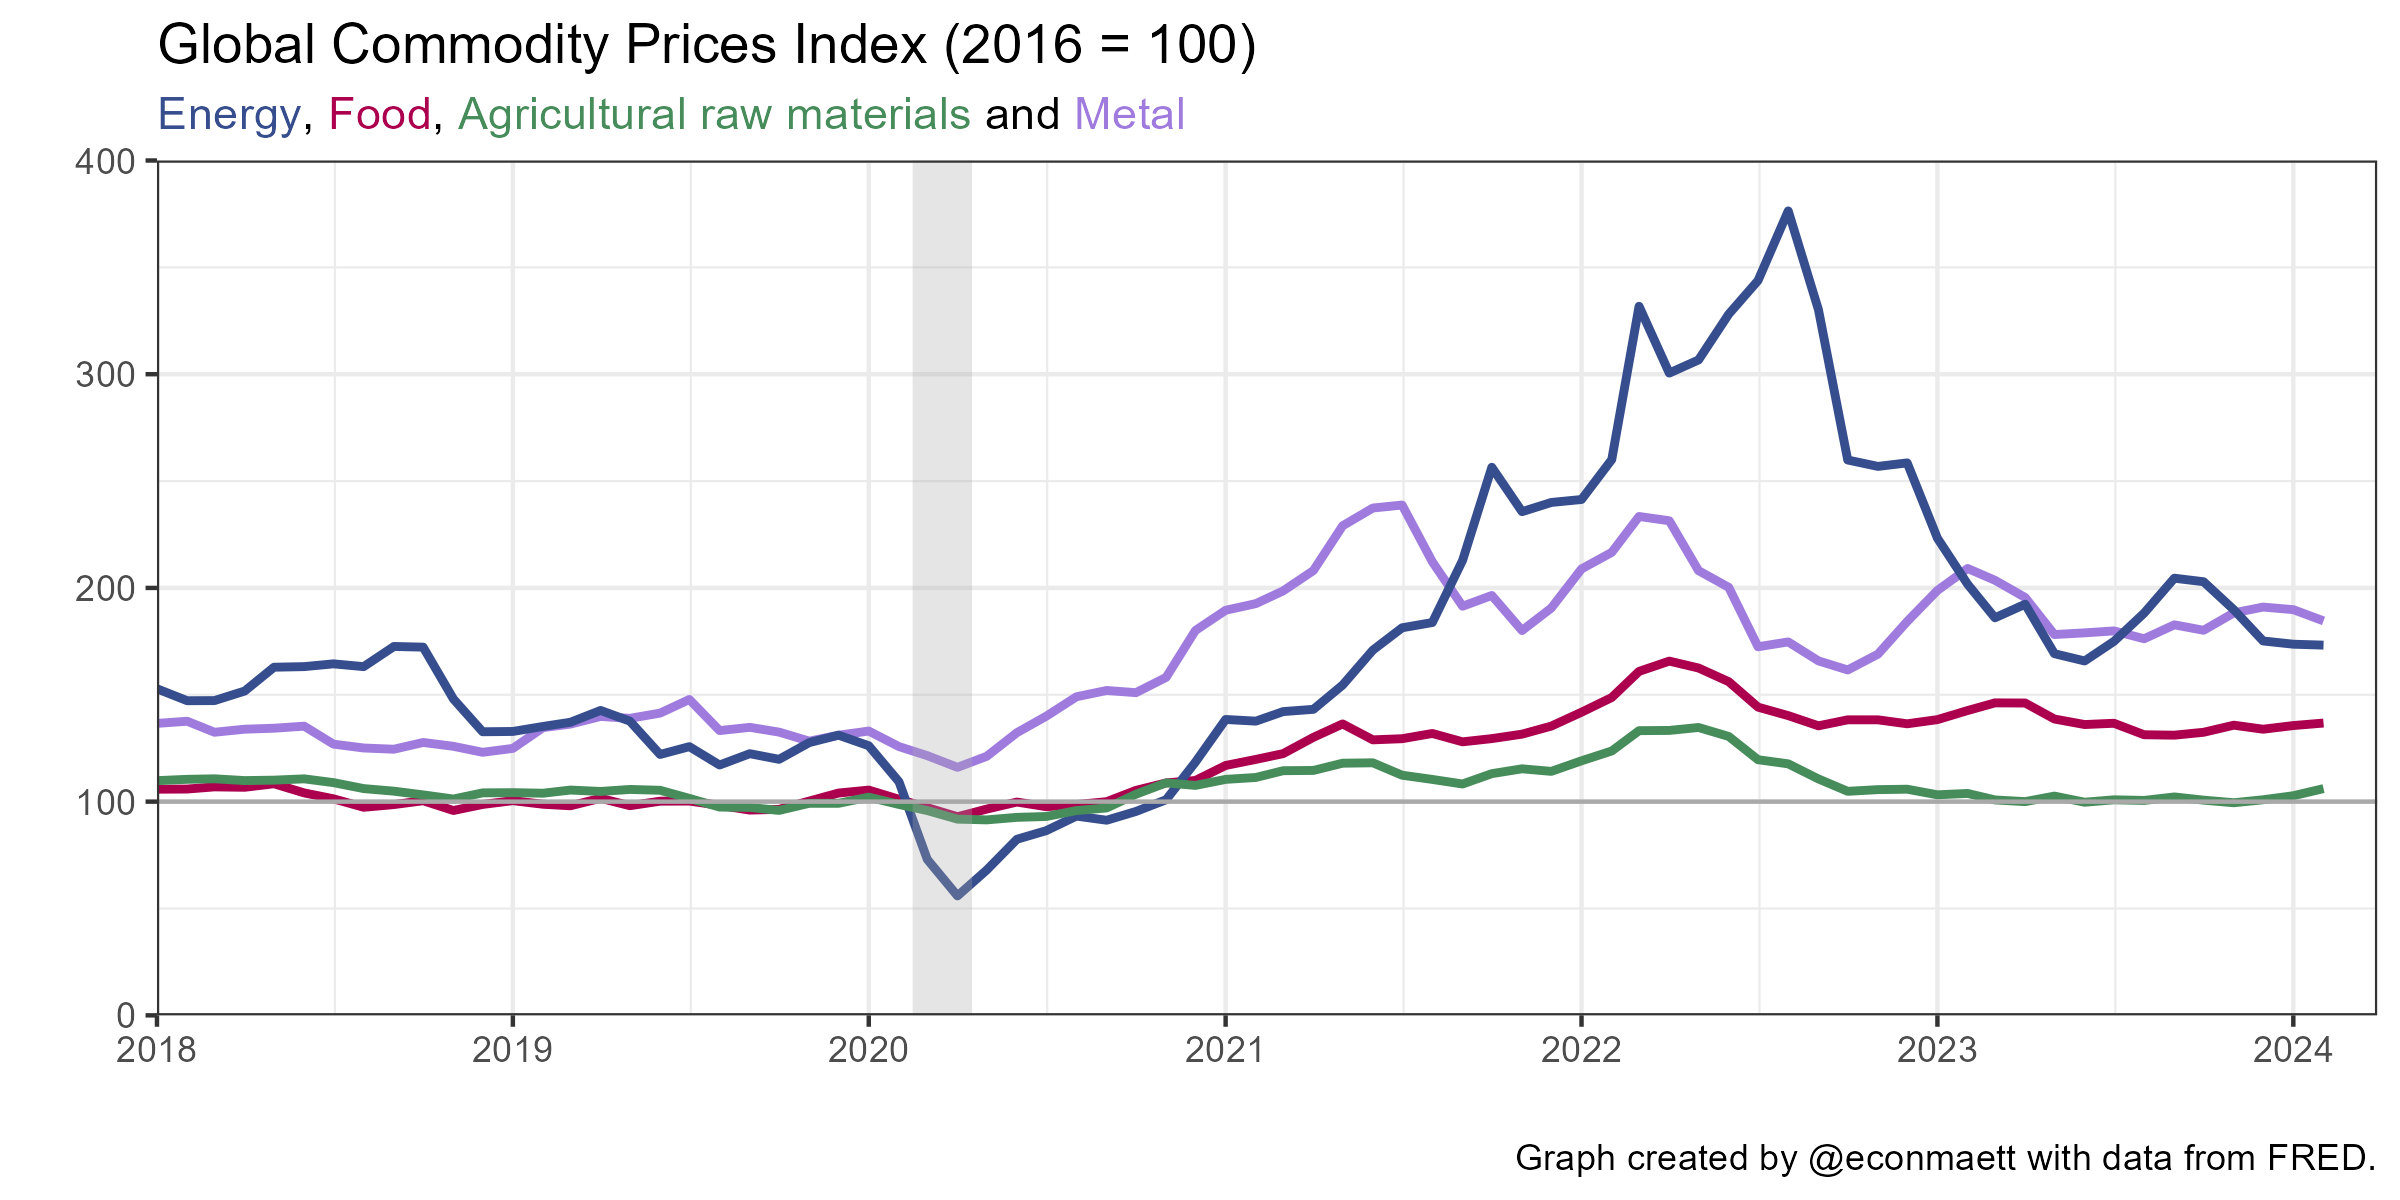 Global Commodity Prices Index (2016 = 100)
Energy, Food, Agricultural raw materials and Metal
400
300
200
100
0
2018 2019 2020 2021 2022 2023 2024
Graph created by @econmaett with data from FRED.